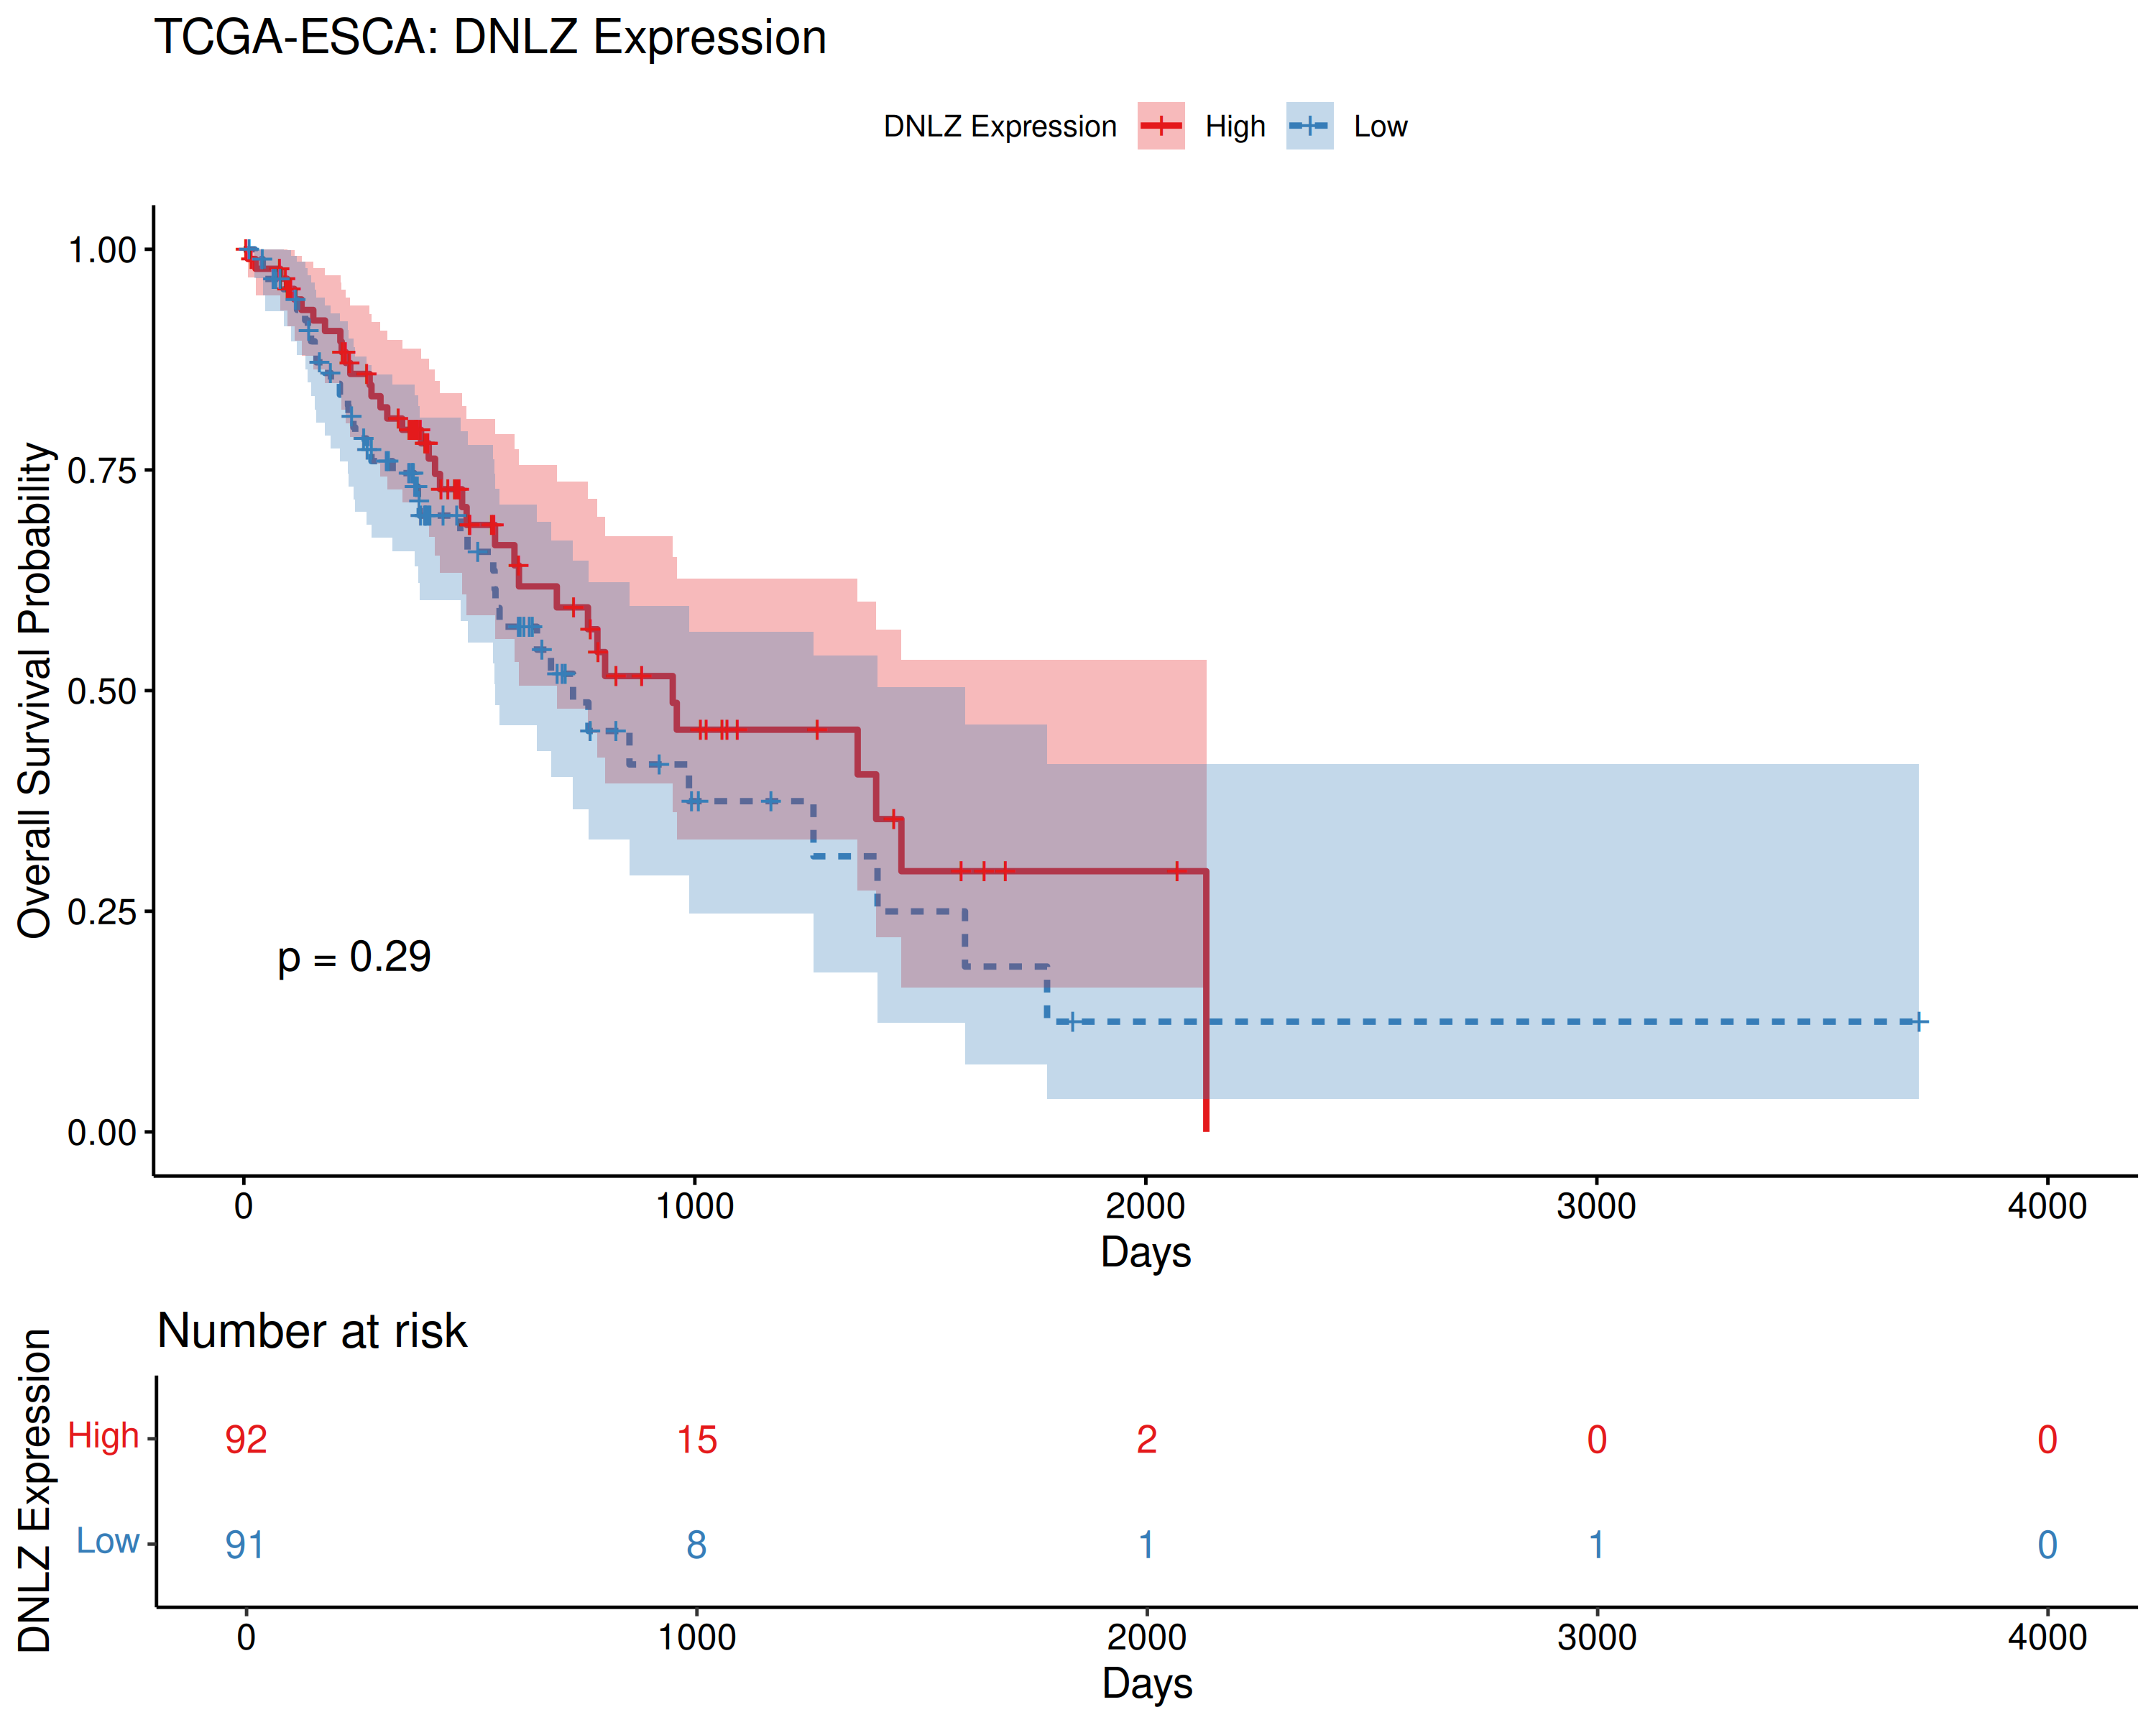 TCGA-ESCA: DNLZ Expression
DNLZ Expression High Low
Overall Survival Probability
1.00
0.75
0.50
0.25
0.00
p = 0.29
0 1000 2000 3000 4000
Days
Number at risk
DNLZ Expression
High 92 15 2 0 0
Low 91 8 1 1 0
0 1000 2000 3000 4000
Days